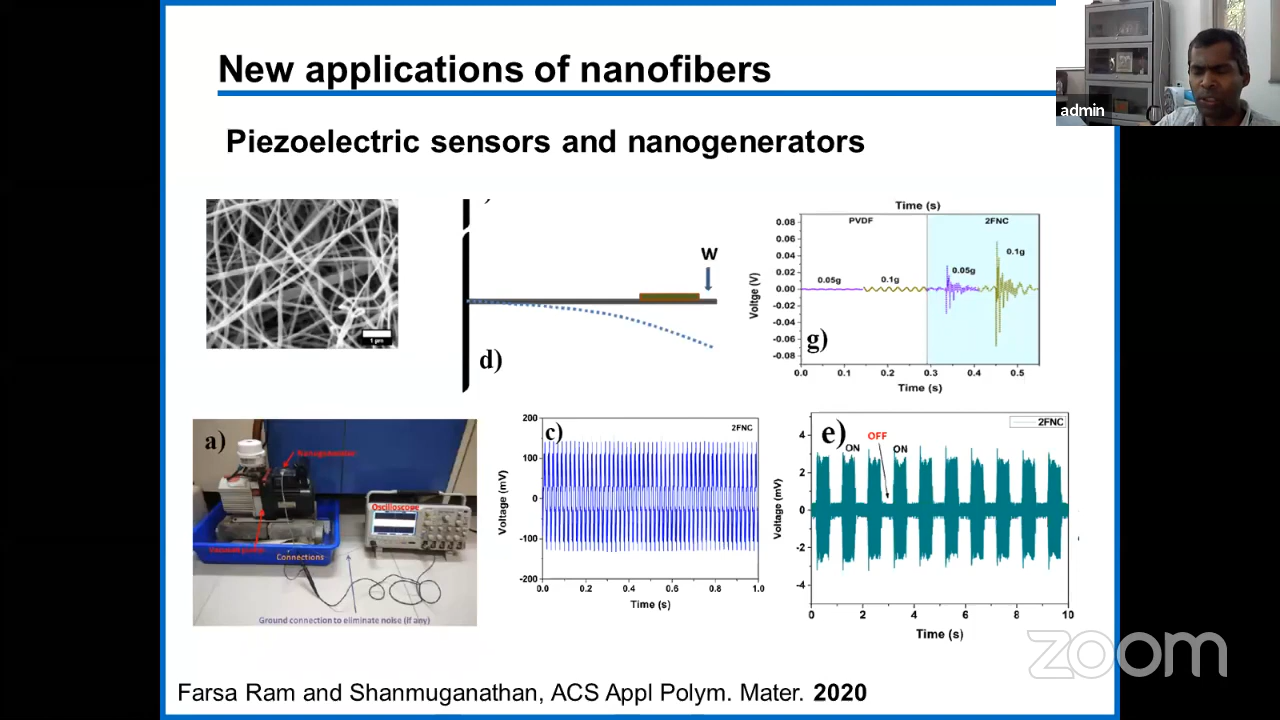 New applications of nanofibers
admin
Piezoelectric sensors and nanogenerators
1 μm
W
d)
Time (s)
PVDF
2FNC
0.05g
0.1g
0.05g
0.1g
Voltge (V)
0.08
0.06
0.04
0.02
0.00
-0.02
-0.04
-0.06
-0.08
g)
0.0 0.1 0.2 0.3 0.4 0.5
Time (s)
a)
Oscilloscope
Connections
Ground connection to eliminate noise (if any)
c)
2FNC
Voltage (mV)
200
100
0
-100
-200
0.0 0.2 0.4 0.6 0.8 1.0
Time (s)
e)
2FNC
OFF
ON
ON
Voltage (mV)
4
2
0
-2
-4
0 2 4 6 8 10
Time (s)
zoom
Farsa Ram and Shanmuganathan, ACS Appl Polym. Mater. 2020